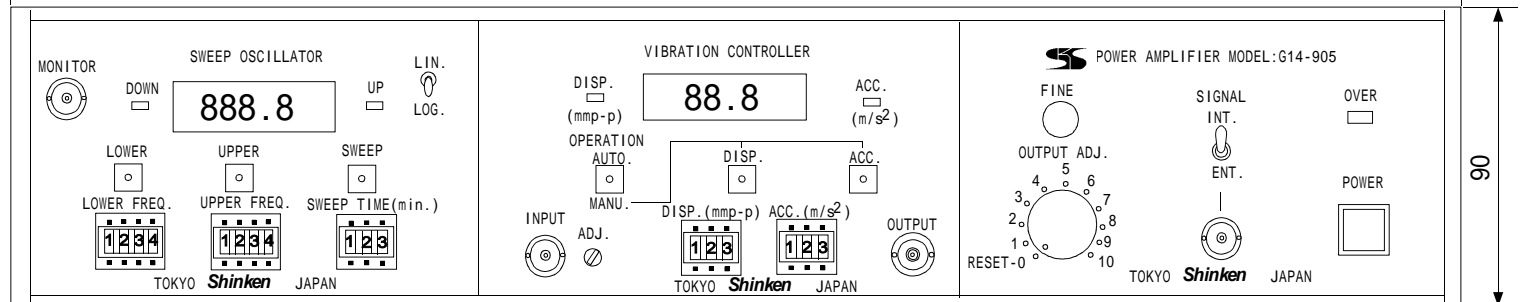 SWEEP OSCILLATOR
MONITOR
DOWN
888.8
UP
LIN.
LOG.
LOWER
UPPER
SWEEP
LOWER FREQ.
UPPER FREQ.
SWEEP TIME(min.)
1234
1234
123
TOKYO Shinken JAPAN
VIBRATION CONTROLLER
DISP.
(mmp-p)
88.8
ACC.
(m/s²)
OPERATION
AUTO.
MANU.
DISP.
ACC.
INPUT
ADJ.
DISP.(mmp-p)
ACC.(m/s²)
123
123
OUTPUT
TOKYO Shinken JAPAN
POWER AMPLIFIER MODEL:G14-905
FINE
OUTPUT ADJ.
RESET-0
1
2
3
4
5
6
7
8
9
10
SIGNAL
INT.
ENT.
OVER
POWER
TOKYO Shinken JAPAN
90